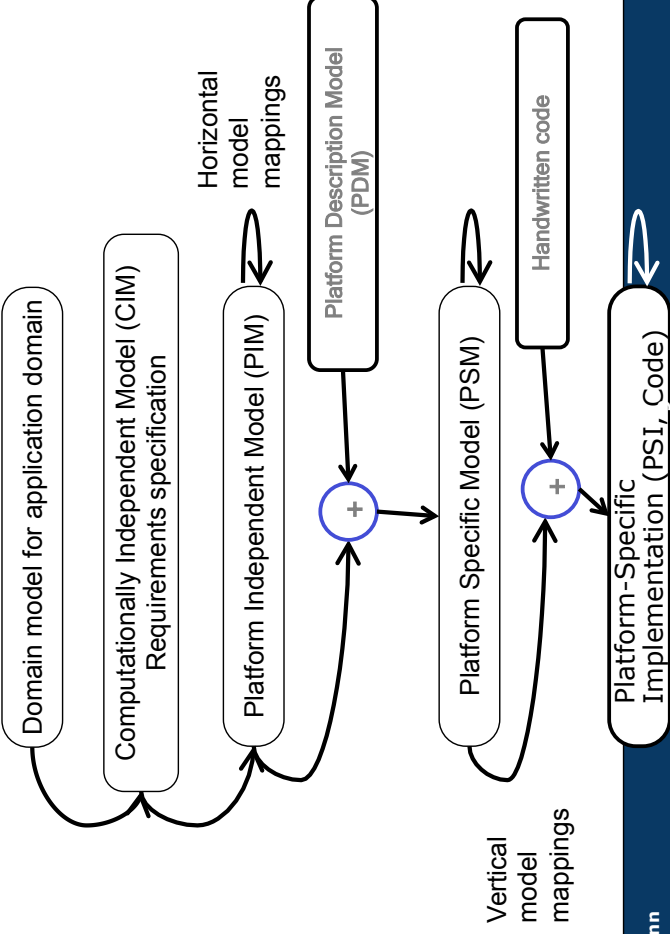 Domain model for application domain
Computationally Independent Model (CIM)
Requirements specification
Horizontal
model
mappings
Platform Independent Model (PIM)
Platform Description Model
(PDM)
+
Platform Specific Model (PSM)
Handwritten code
Vertical
model
mappings
+
Platform-Specific
Implementation (PSI, Code)
nn